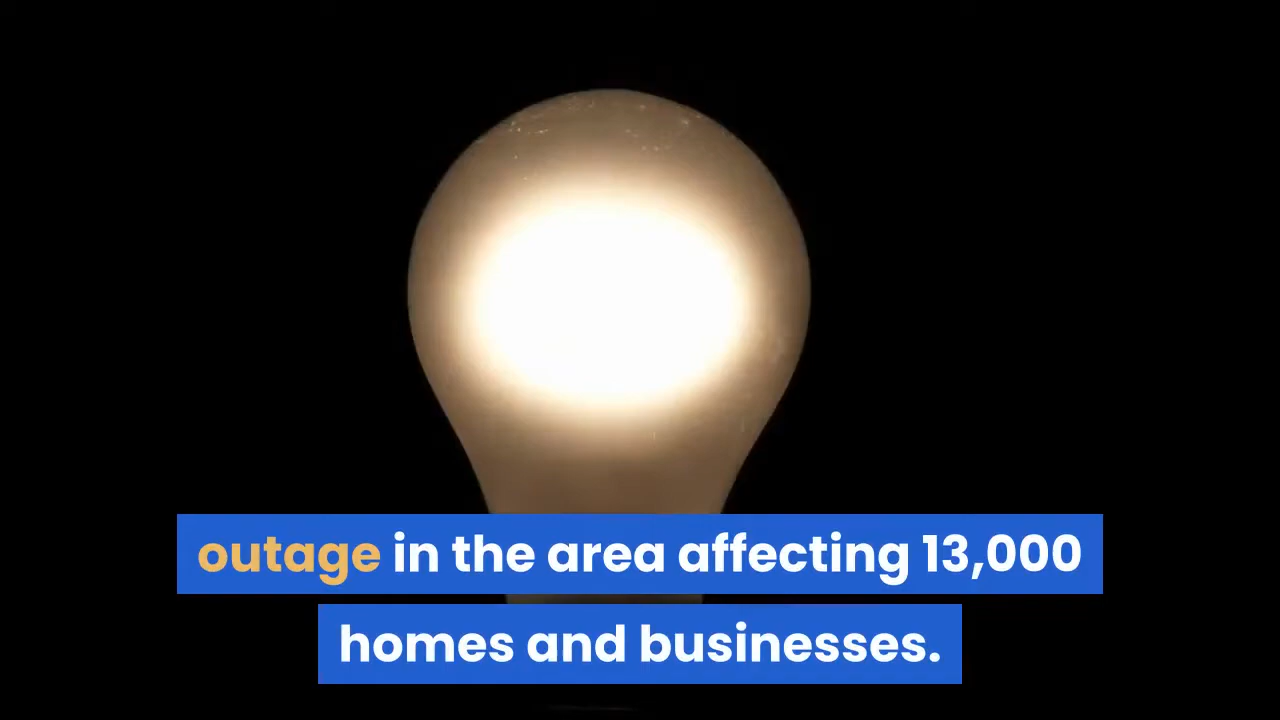 outage in the area affecting 13,000
homes and businesses.